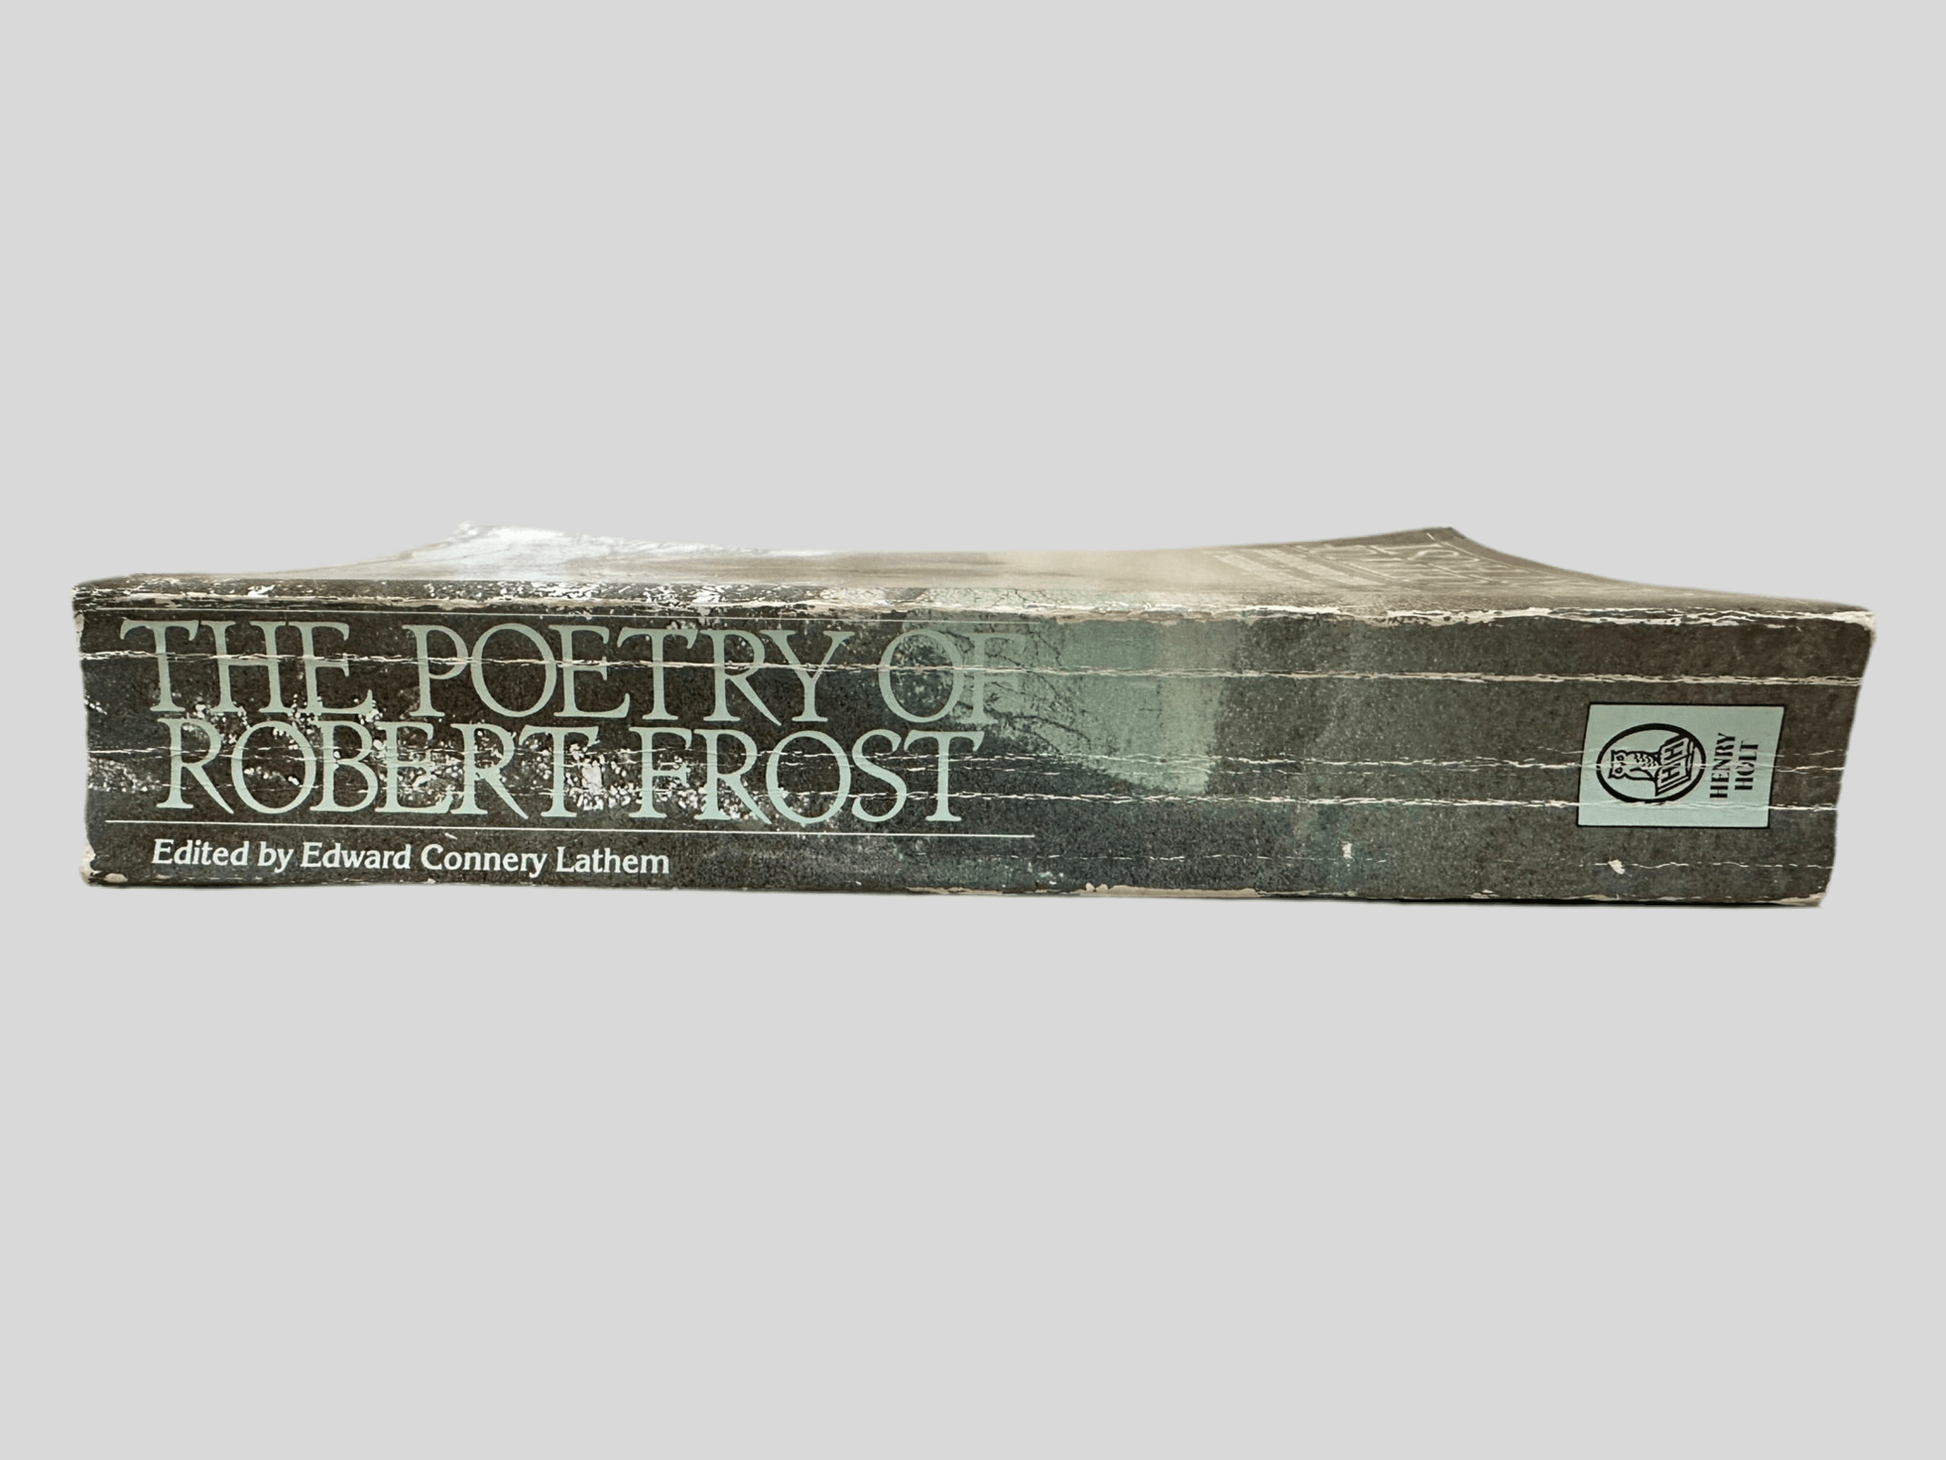 THE POETRY OF
ROBERT FROST
Edited by Edward Connery Lathem
HENRY
HOLT